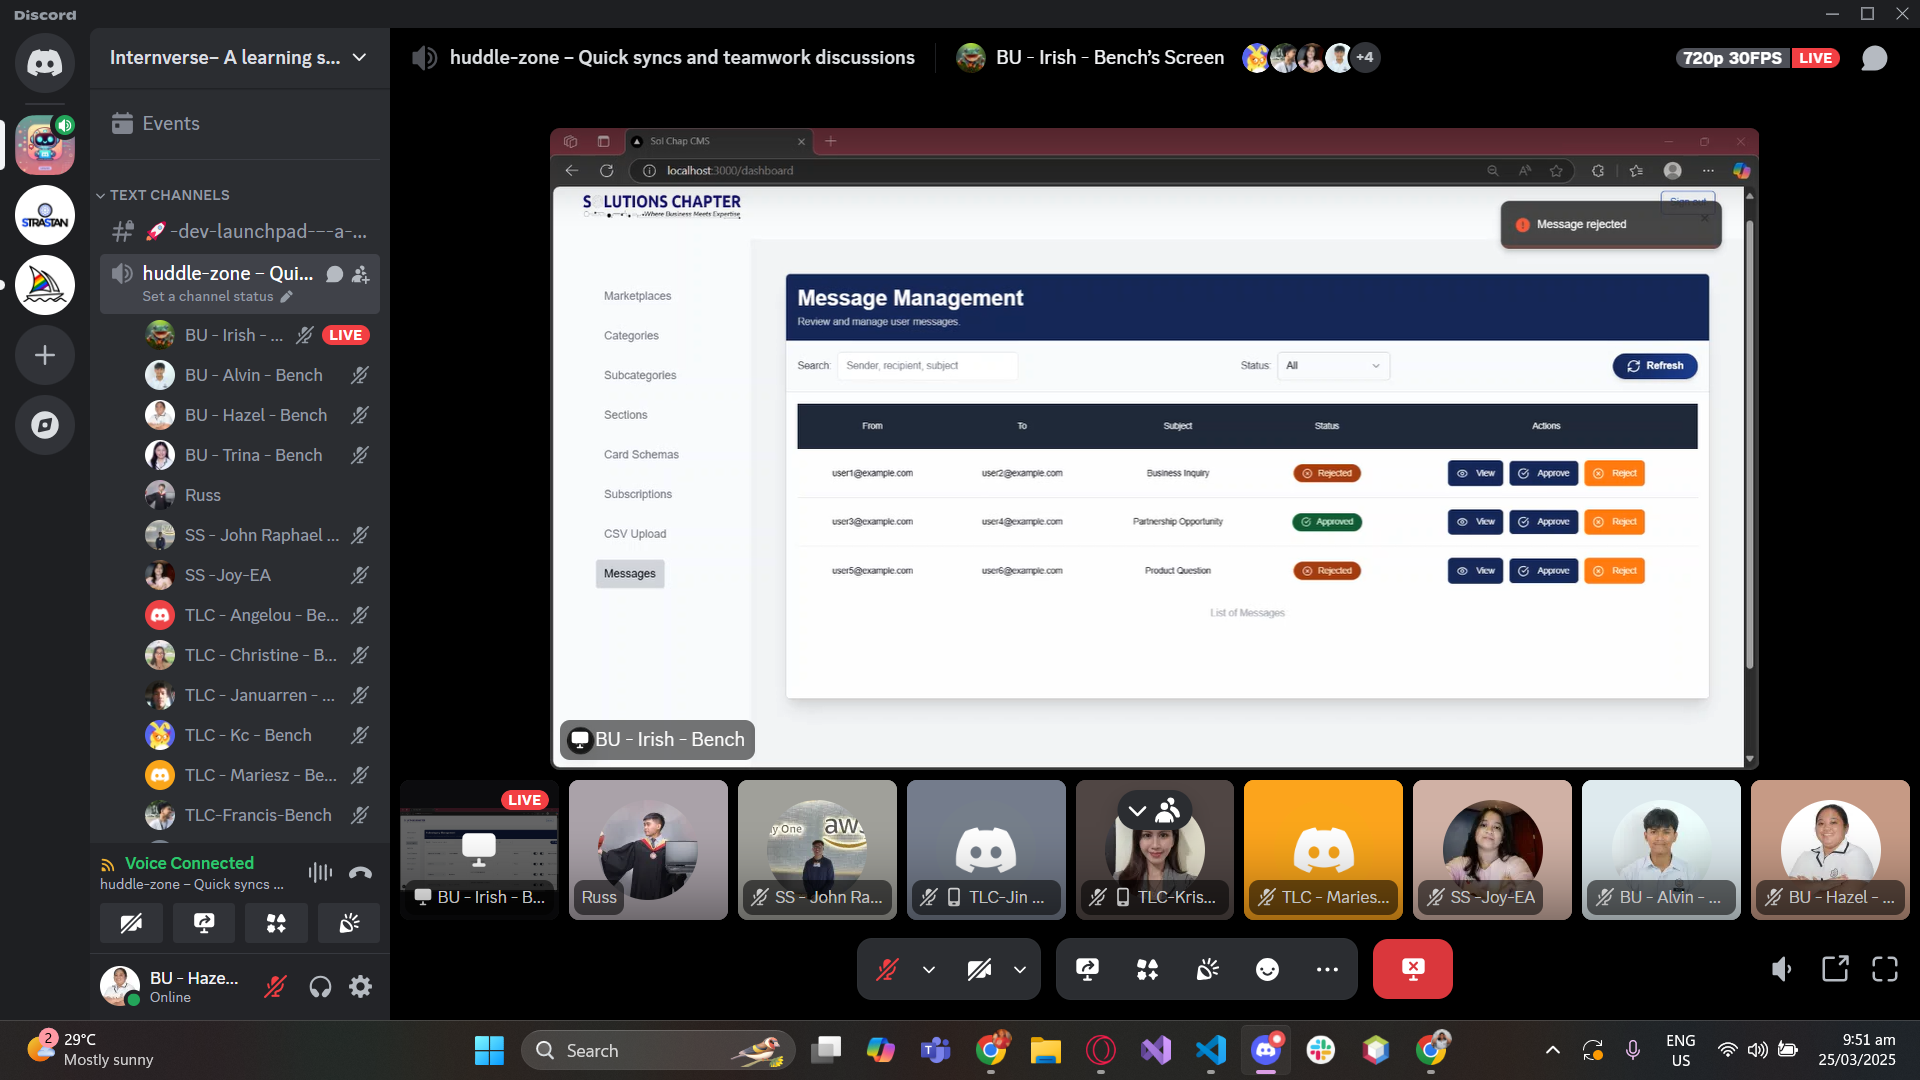 Discord
Internverse– A learning s...
huddle-zone – Quick syncs and teamwork discussions
BU - Irish - Bench's Screen
+4
720p 30FPS LIVE
Events
TEXT CHANNELS
-dev-launchpad---a-...
huddle-zone – Qui...
Set a channel status
BU - Irish - ...
LIVE
BU - Alvin - Bench
BU - Hazel - Bench
BU - Trina - Bench
Russ
SS - John Raphael ...
SS -Joy-EA
TLC - Angelou - Be...
TLC - Christine - B...
TLC - Januarren - ...
TLC - Kc - Bench
TLC - Mariesz - Be...
TLC-Francis-Bench
STRASTAN
Voice Connected
huddle-zone – Quick syncs ...
BU - Haze...
Online
Sol Chap CMS
localhost:3000/dashboard
SOLUTIONS CHAPTER
Where Business Meets Expertise
Sign out
Message rejected
Marketplaces
Categories
Subcategories
Sections
Card Schemas
Subscriptions
CSV Upload
Messages
Message Management
Review and manage user messages.
Search: Sender, recipient, subject
Status: All
Refresh
From To Subject Status Actions
user1@example.com user2@example.com Business Inquiry Rejected View Approve Reject
user3@example.com user4@example.com Partnership Opportunity Approved View Approve Reject
user5@example.com user6@example.com Product Question Rejected View Approve Reject
List of Messages
BU - Irish - Bench
LIVE
BU - Irish - B...
Russ
SS - John Ra...
TLC-Jin ...
TLC-Kris...
TLC - Maries...
SS -Joy-EA
BU - Alvin - ...
BU - Hazel - ...
2
29°C
Mostly sunny
Search
ENG
US
9:51 am
25/03/2025